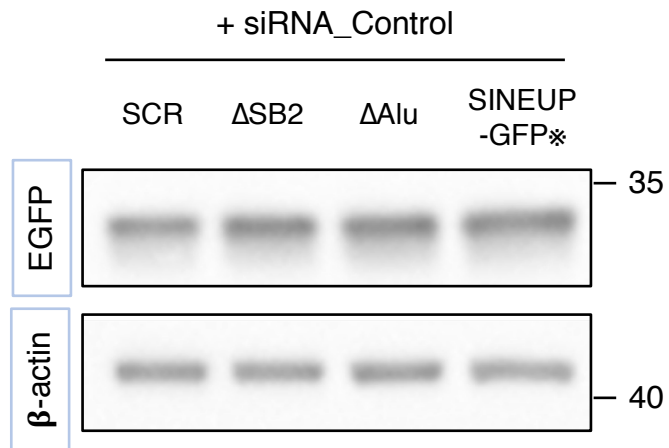 + siRNA_Control
SCR
ΔSB2
ΔAlu
SINEUP
-GFP※
EGFP
35
β-actin
40